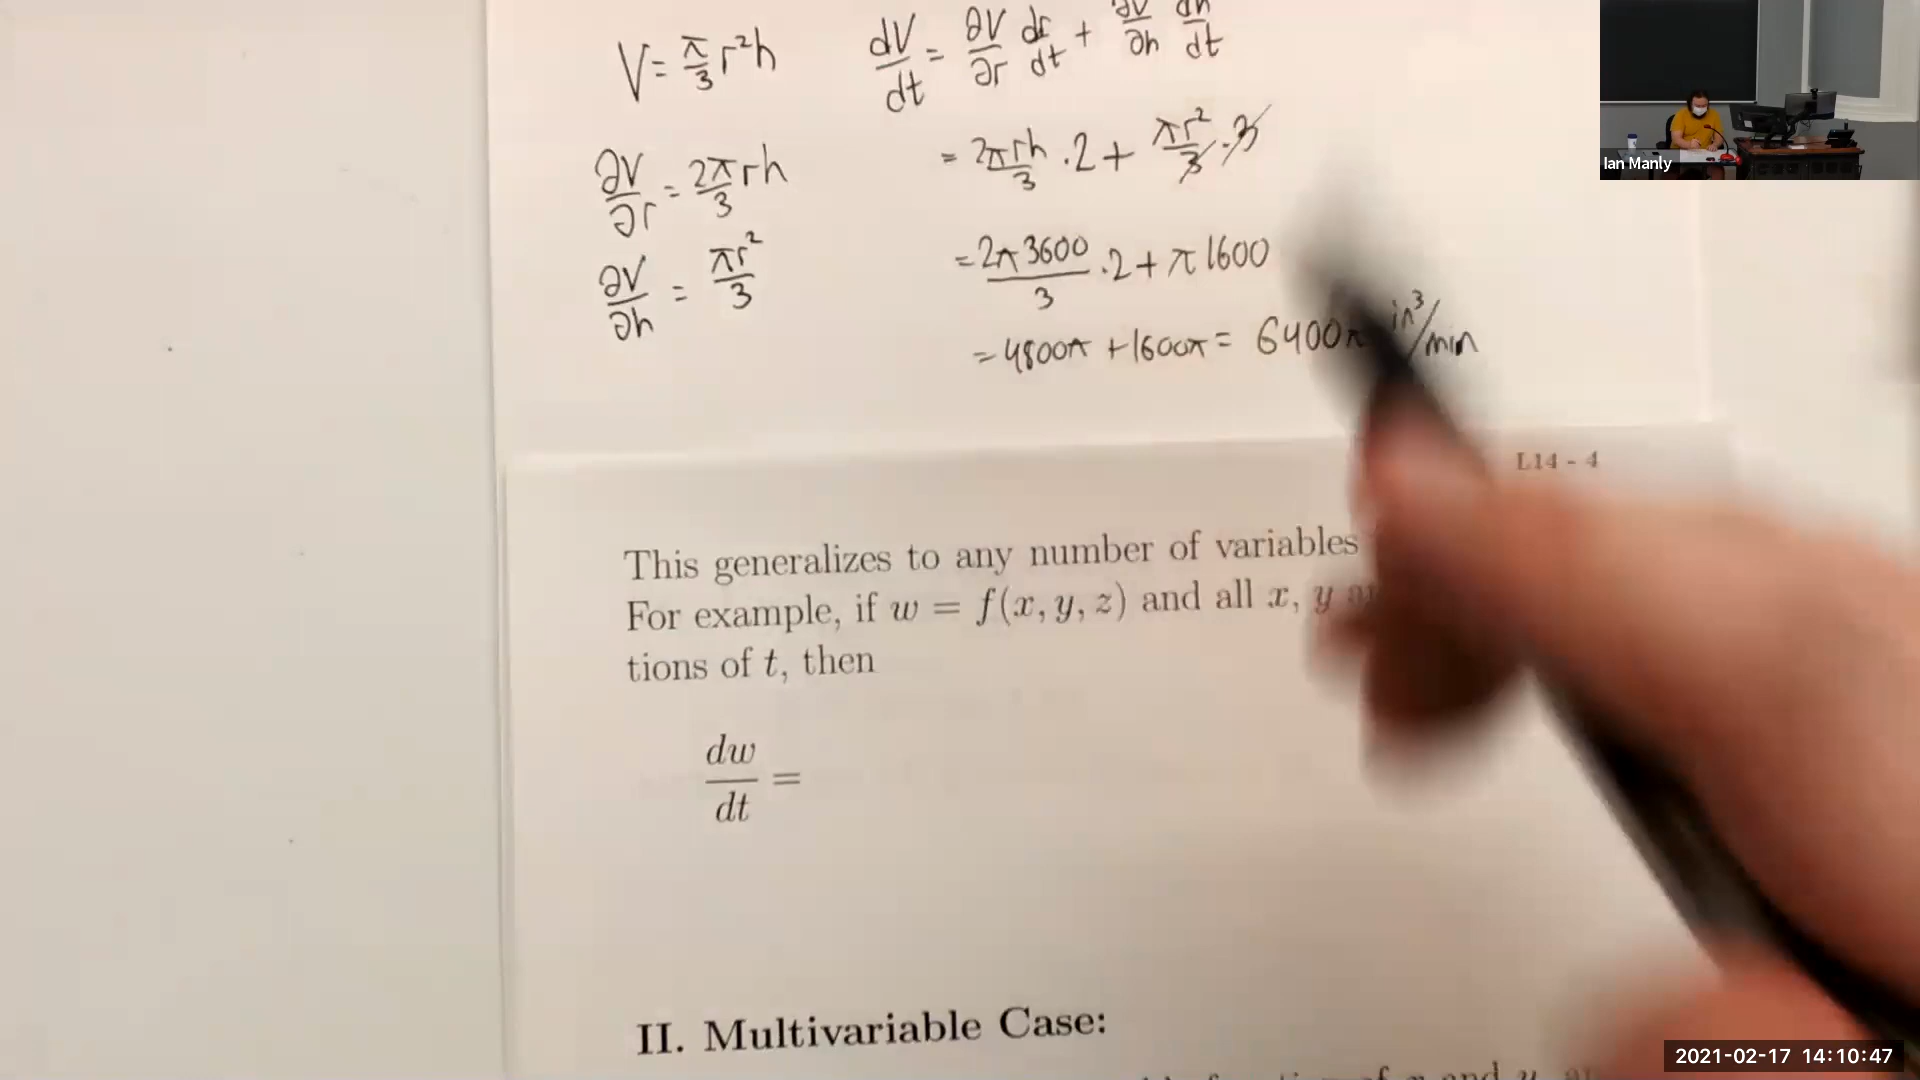 V = π/3 r²h
dV/dt = ∂V/∂r dr/dt + ∂V/∂h dh/dt
∂V/∂r = 2π/3 rh
= 2πrh/3 · 2 + πr²/3 · 3
∂V/∂h = πr²/3
= 2π3600/3 · 2 + π1600
= 4800π + 1600π = 6400π in³/min
L14 - 4
This generalizes to any number of variables
For example, if w = f(x, y, z) and all x, y
tions of t, then
dw/dt =
II. Multivariable Case:
Ian Manly
2021-02-17 14:10:47